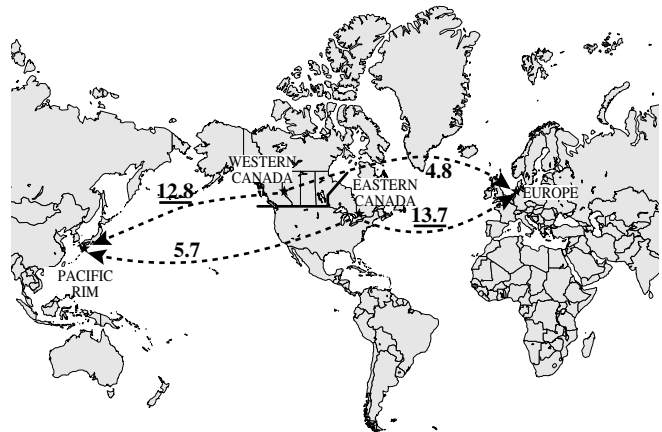 WESTERN
CANADA
4.8
12.8
EASTERN
CANADA
EUROPE
13.7
5.7
PACIFIC
RIM